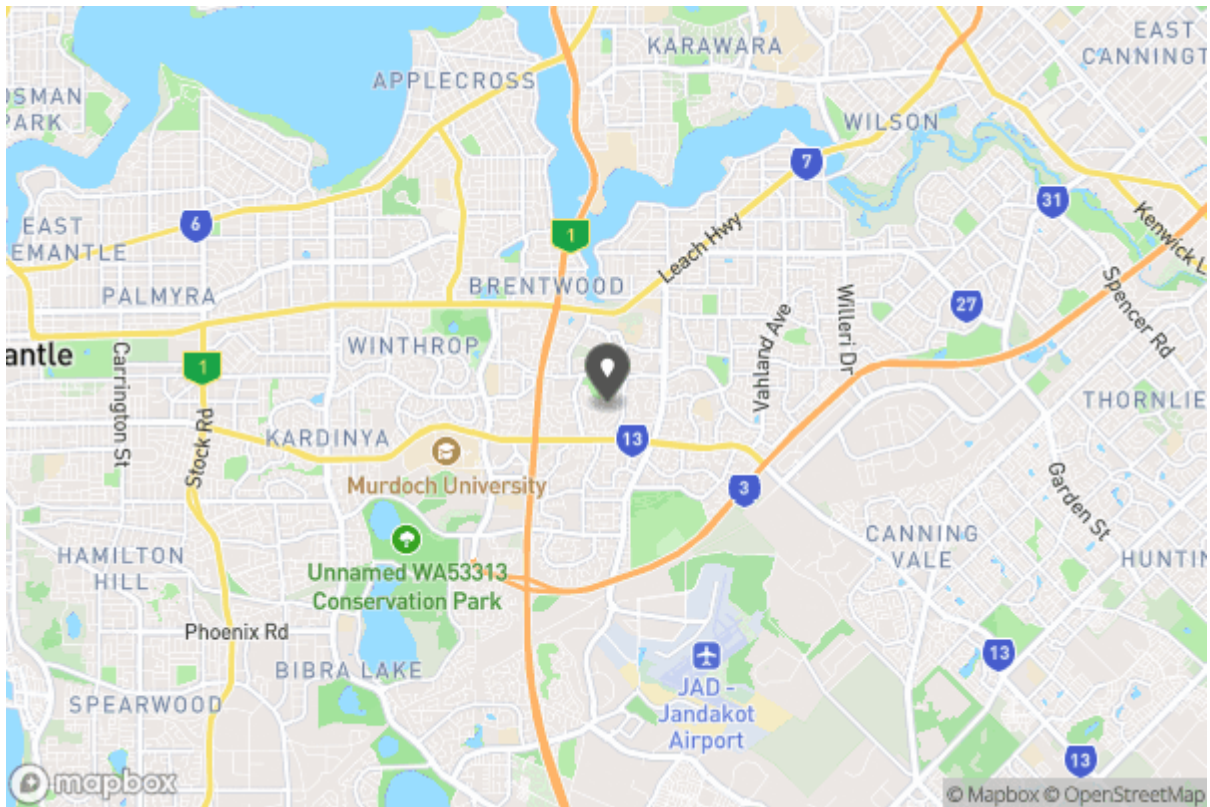 KARAWARA
EAST
CANNINGT
APPLECROSS
OSMAN
PARK
WILSON
7
31
6
EAST
EMANTLE
1
Kenwick L
Leach Hwy
BRENTWOOD
PALMYRA
Spencer Rd
27
Willeri Dr
Vahland Ave
WINTHROP
antle
1
Carrington St
THORNLIE
Stock Rd
KARDINYA
13
Murdoch University
3
Garden St
CANNING
VALE
HAMILTON
HILL
HUNTIN
Unnamed WA53313
Conservation Park
Phoenix Rd
13
BIBRA LAKE
JAD -
Jandakot
Airport
SPEARWOOD
13
mapbox
© Mapbox © OpenStreetMap